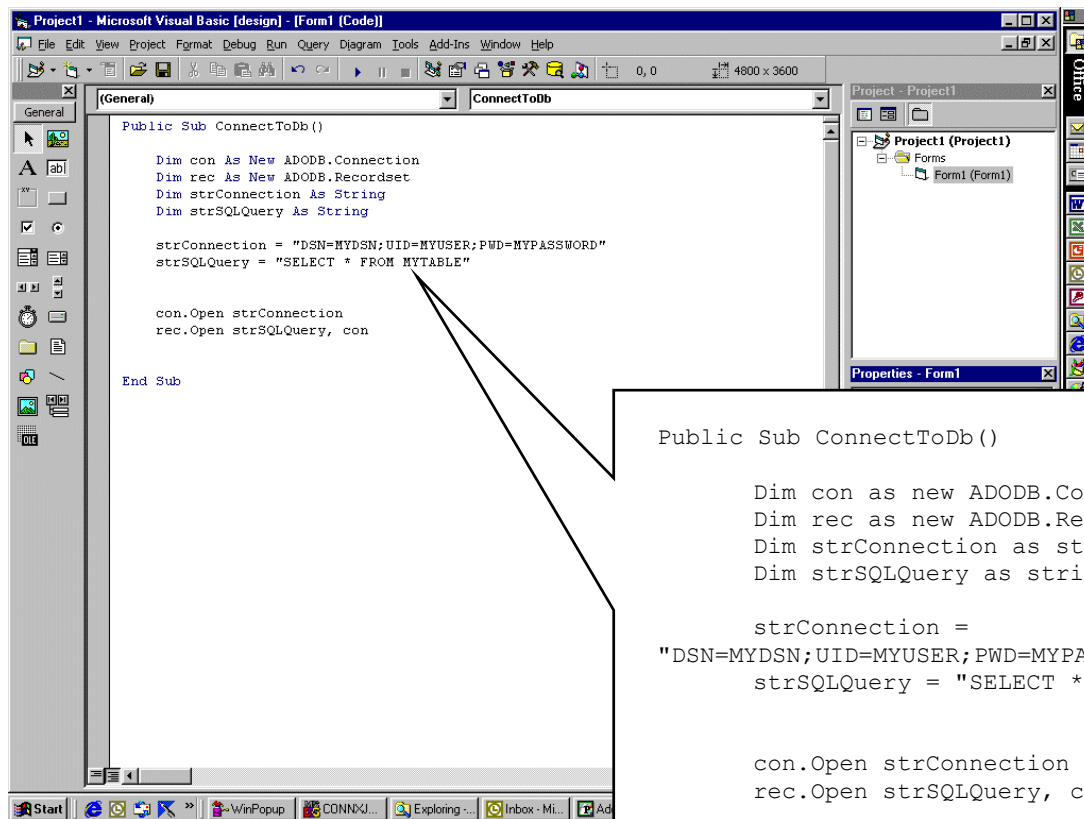 Project1 - Microsoft Visual Basic [design] - [Form1 (Code)]
File Edit View Project Format Debug Run Query Diagram Tools Add-Ins Window Help
0, 0 4800 x 3600
General
(General) ConnectToDb
Public Sub ConnectToDb()
Dim con As New ADODB.Connection
Dim rec As New ADODB.Recordset
Dim strConnection As String
Dim strSQLQuery As String
strConnection = "DSN=MYDSN;UID=MYUSER;PWD=MYPASSWORD"
strSQLQuery = "SELECT * FROM MYTABLE"
con.Open strConnection
rec.Open strSQLQuery, con
End Sub
A ab|
OLE
Project - Project1
Project1 (Project1)
Forms
Form1 (Form1)
Properties - Form1
Office
Public Sub ConnectToDb()
Dim con as new ADODB.Co
Dim rec as new ADODB.Re
Dim strConnection as st
Dim strSQLQuery as stri
strConnection =
"DSN=MYDSN;UID=MYUSER;PWD=MYPA
strSQLQuery = "SELECT *
con.Open strConnection
rec.Open strSQLQuery, c
Start » WinPopup CONNXJ... Exploring -... Inbox - Mi... Ad